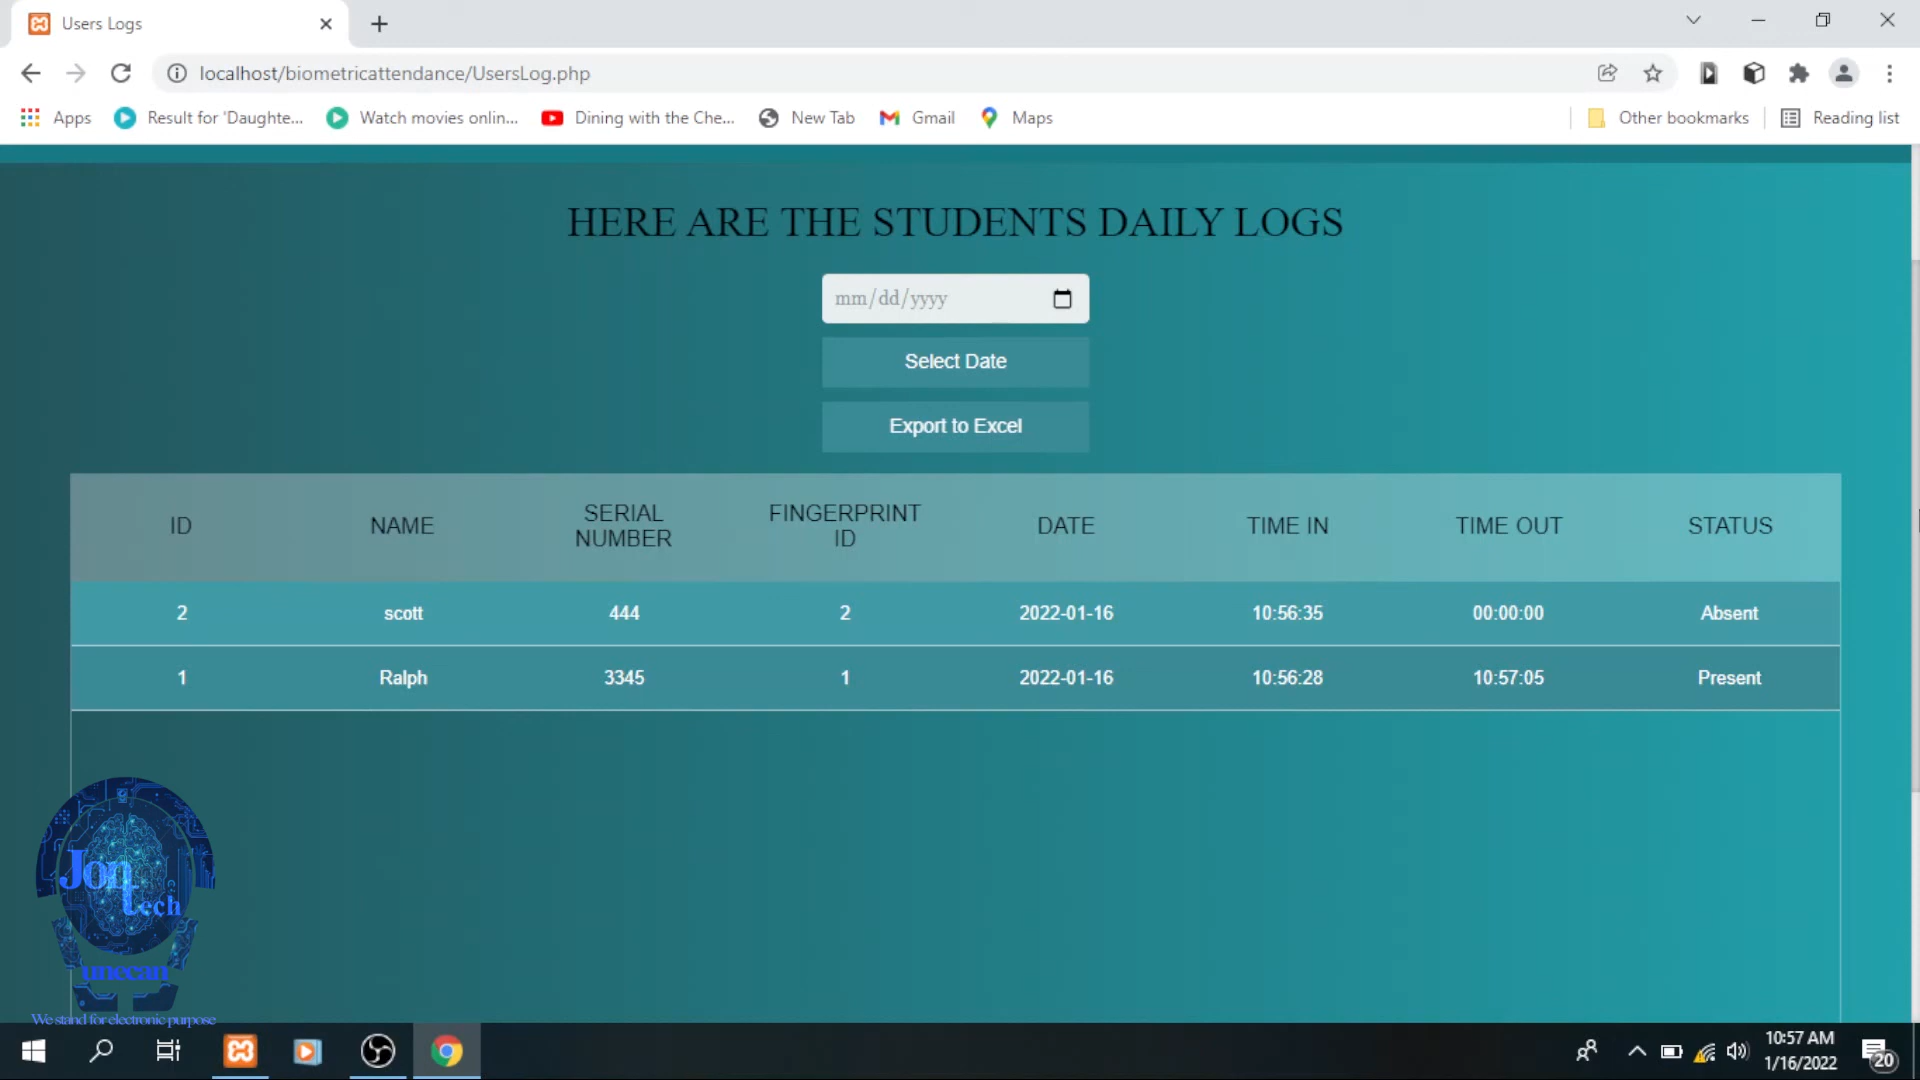 Users Logs
localhost/biometricattendance/UsersLog.php
Apps
Result for 'Daughte...
Watch movies onlin...
Dining with the Che...
New Tab
Gmail
Maps
Other bookmarks
Reading list
HERE ARE THE STUDENTS DAILY LOGS
mm/dd/yyyy
Select Date
Export to Excel
ID NAME SERIAL NUMBER FINGERPRINT ID DATE TIME IN TIME OUT STATUS
2 scott 444 2 2022-01-16 10:56:35 00:00:00 Absent
1 Ralph 3345 1 2022-01-16 10:56:28 10:57:05 Present
Jon
tech
unecan
We stand for electronic purpose
10:57 AM
1/16/2022
20